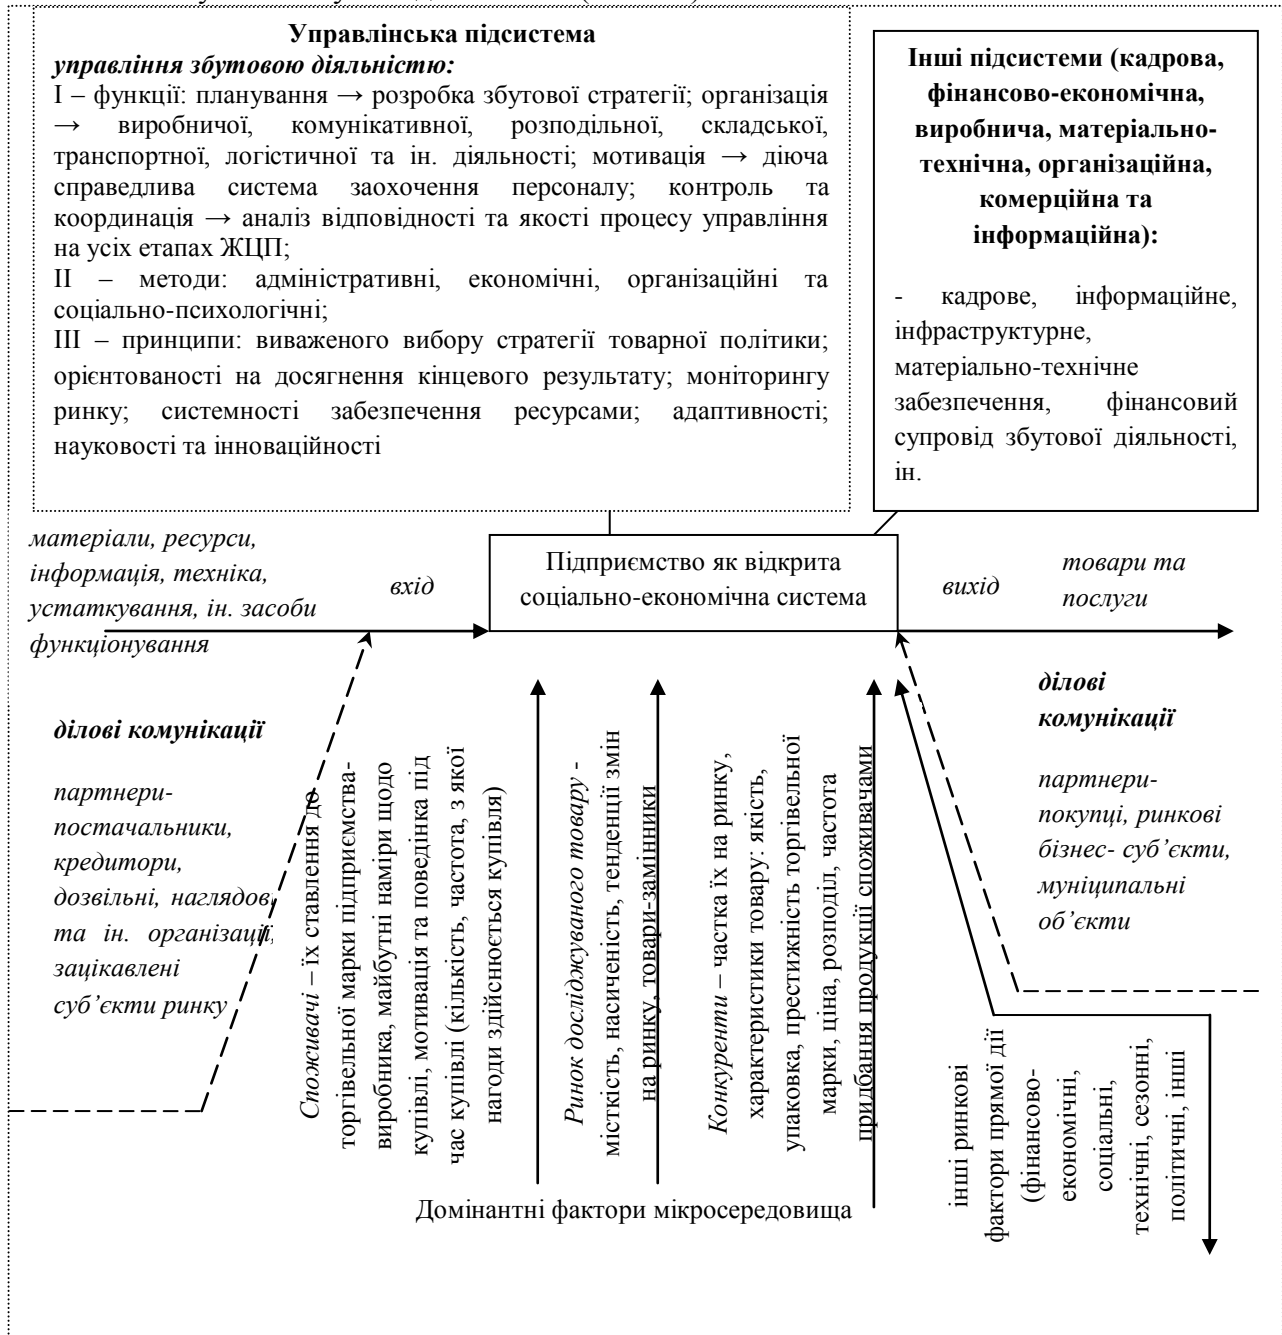 Управлінська підсистема
управління збутовою діяльністю:
І – функції: планування → розробка збутової стратегії; організація
→ виробничої, комунікативної, розподільної, складської,
транспортної, логістичної та ін. діяльності; мотивація → діюча
справедлива система заохочення персоналу; контроль та
координація → аналіз відповідності та якості процесу управління
на усіх етапах ЖЦП;
ІІ – методи: адміністративні, економічні, організаційні та
соціально-психологічні;
ІІІ – принципи: виваженого вибору стратегії товарної політики;
орієнтованості на досягнення кінцевого результату; моніторингу
ринку; системності забезпечення ресурсами; адаптивності;
науковості та інноваційності
Інші підсистеми (кадрова,
фінансово-економічна,
виробнича, матеріально-
технічна, організаційна,
комерційна та
інформаційна):
- кадрове, інформаційне,
інфраструктурне,
матеріально-технічне
забезпечення, фінансовий
супровід збутової діяльності,
ін.
матеріали, ресурси,
інформація, техніка,
устаткування, ін. засоби
функціонування
вхід
Підприємство як відкрита
соціально-економічна система
вихід
товари та
послуги
ділові комунікації
партнери-
постачальники,
кредитори,
дозвільні, наглядові
та ін. організації,
зацікавлені
суб’єкти ринку
Споживачі – їх ставлення до
торгівельної марки підприємства-
виробника, майбутні наміри щодо
купівлі, мотивація та поведінка під
час купівлі (кількість, частота, з якої
нагоди здійснюється купівля)
Ринок досліджуваного товару -
місткість, насиченість, тенденції змін
на ринку, товари-замінники
Конкуренти – частка їх на ринку,
характеристики товару: якість,
упаковка, престижність торгівельної
марки, ціна, розподіл, частота
придбання продукції споживачами
ділові
комунікації
партнери-
покупці, ринкові
бізнес- суб’єкти,
муніципальні
об’єкти
інші ринкові
фактори прямої дії
(фінансово-
економічні,
соціальні,
технічні, сезонні,
політичні, інші
Домінантні фактори мікросередовища